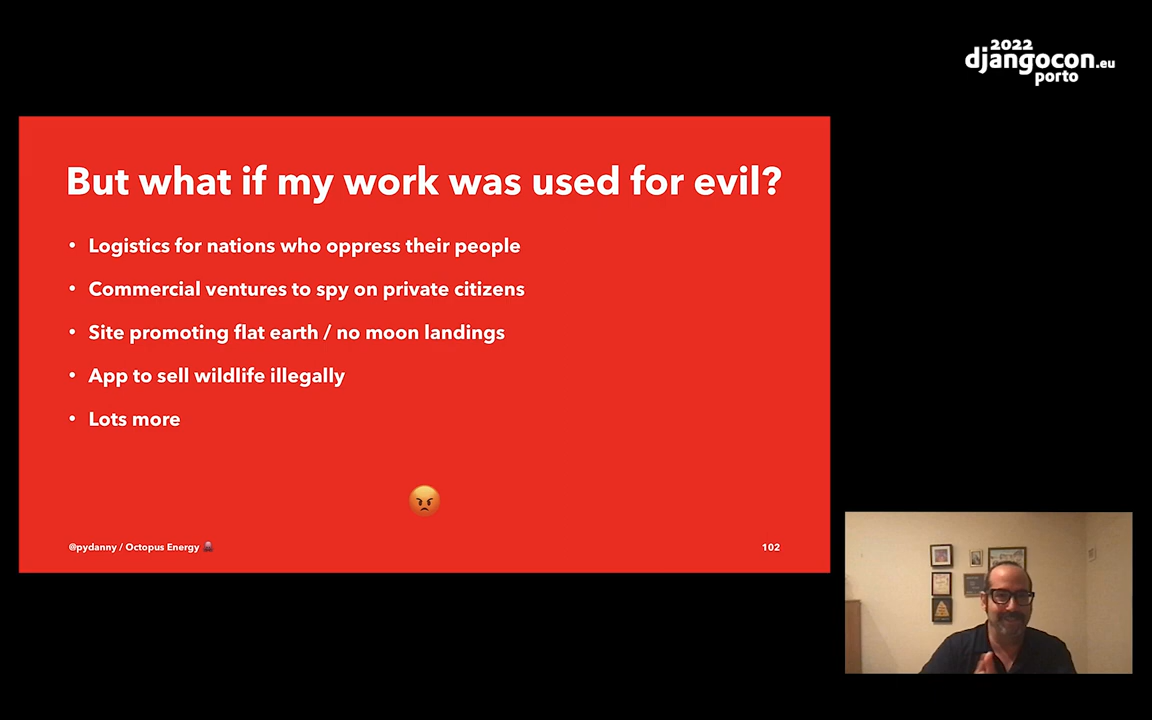 2022
djangocon.eu
porto
But what if my work was used for evil?
• Logistics for nations who oppress their people
• Commercial ventures to spy on private citizens
• Site promoting flat earth / no moon landings
• App to sell wildlife illegally
• Lots more
@pydanny / Octopus Energy
102